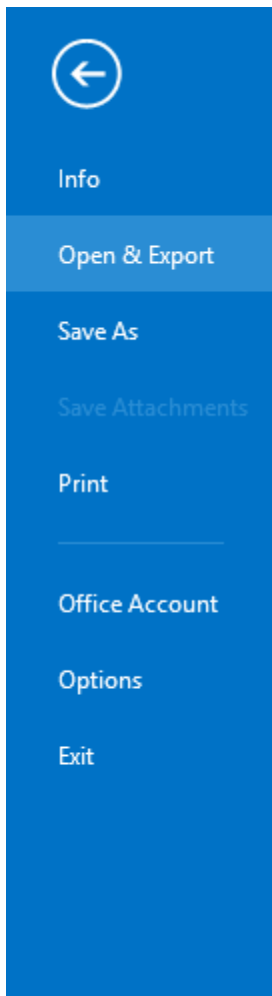 Info
Open & Export
Save As
Save Attachments
Print
Office Account
Options
Exit